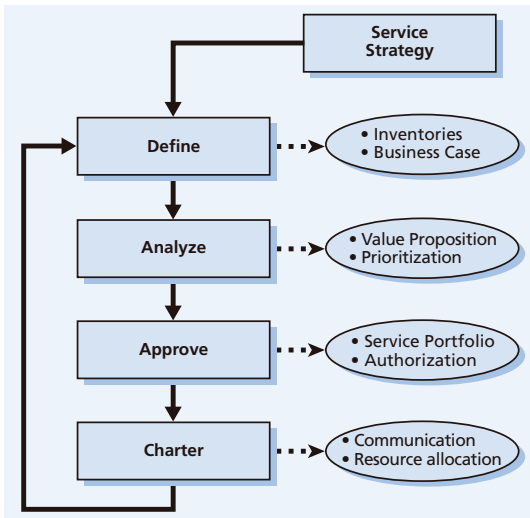 Service
Strategy
Define
• Inventories
• Business Case
Analyze
• Value Proposition
• Prioritization
Approve
• Service Portfolio
• Authorization
Charter
• Communication
• Resource allocation